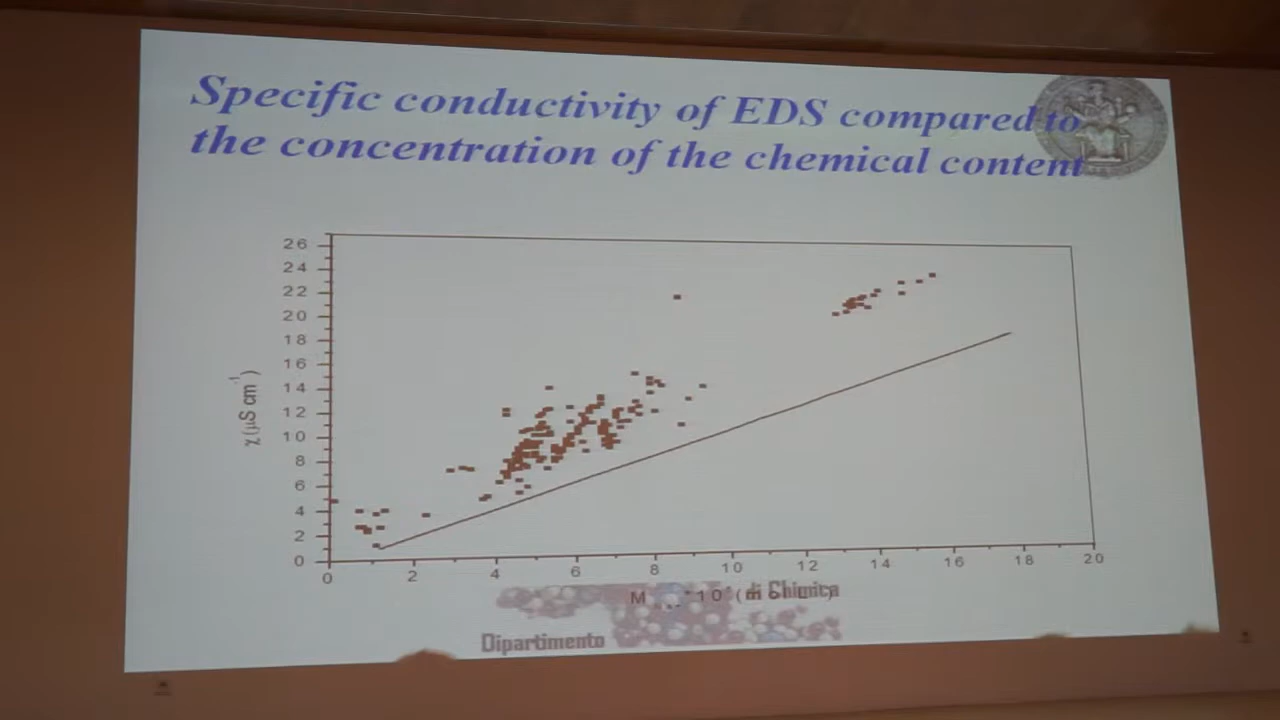 Specific conductivity of EDS compared to
the concentration of the chemical content
26
24
22
20
18
16
14
12
10
8
6
4
2
0
χ (μS cm⁻¹)
0 2 4 6 8 10 12 14 16 18 20
M
di Chimica
Dipartimento